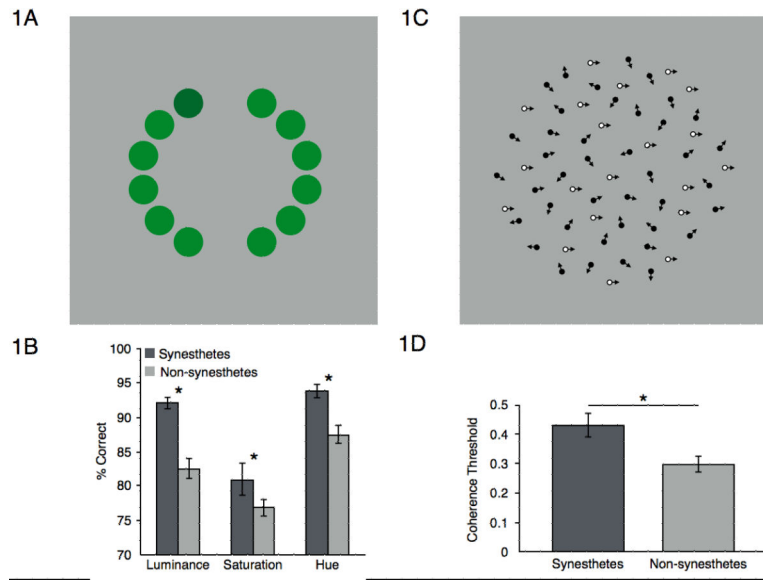 1A
1C
1B
100
95
90
85
80
75
70
% Correct
Synesthetes
Non-synesthetes
*
*
*
Luminance Saturation Hue
1D
0.5
0.4
0.3
0.2
0.1
0
Coherence Threshold
*
Synesthetes Non-synesthetes